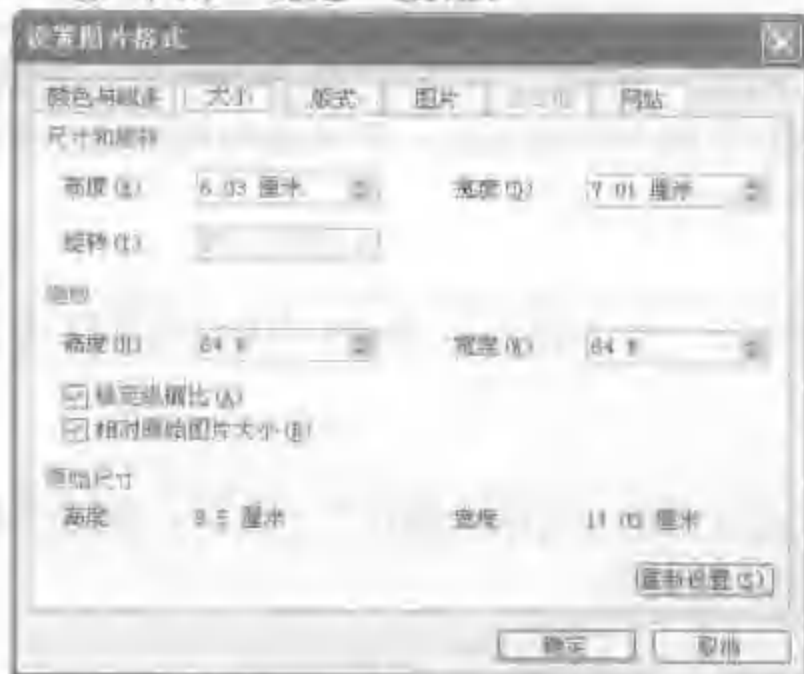 设置图片格式
颜色与线条 大小 版式 图片 网站
尺寸和旋转
高度(E) 6.03 厘米 宽度(D) 7.01 厘米
旋转(T)
缩放
高度(H) 64 % 宽度(W) 64 %
锁定纵横比(A)
相对原始图片大小(R)
原始尺寸
高度 厘米 宽度 厘米
重新设置(S)
确定 取消